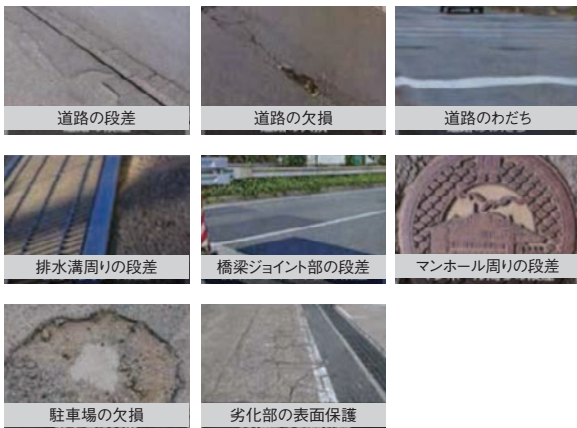 道路の段差
道路の欠損
道路のわだち
排水溝周りの段差
橋梁ジョイント部の段差
マンホール周りの段差
駐車場の欠損
劣化部の表面保護